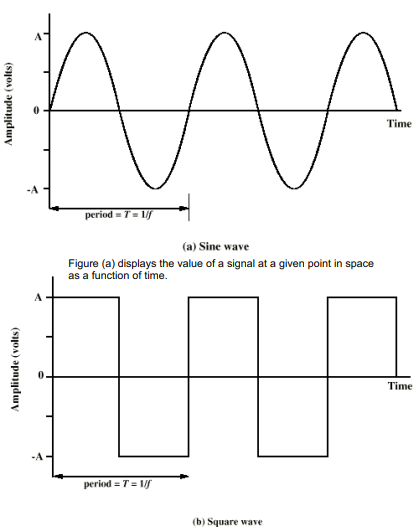 Amplitude (volts)
A
0
-A
Time
period = T = 1/f
(a) Sine wave
Figure (a) displays the value of a signal at a given point in space
as a function of time.
Amplitude (volts)
A
0
-A
Time
period = T = 1/f
(b) Square wave